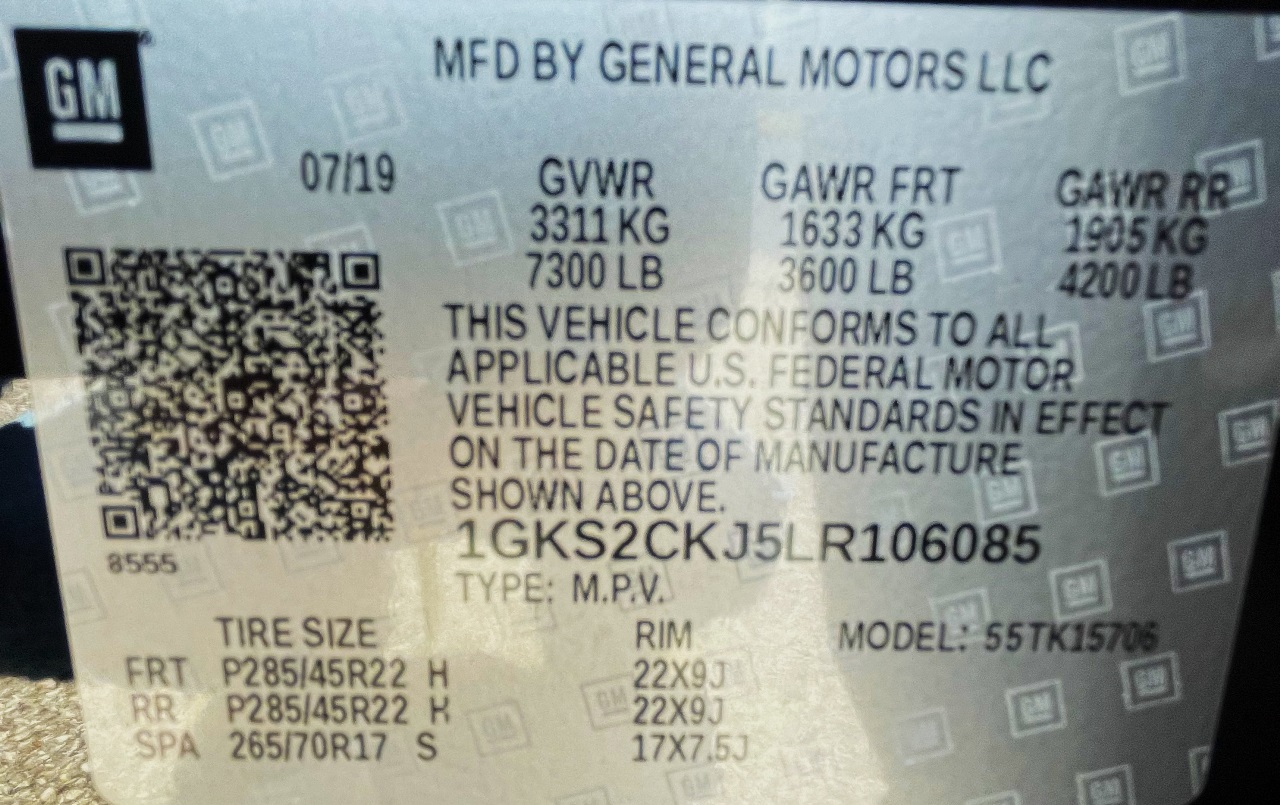 GM
MFD BY GENERAL MOTORS LLC
07/19 GVWR GAWR FRT GAWR RR
3311 KG 1633 KG 1905 KG
7300 LB 3600 LB 4200 LB
THIS VEHICLE CONFORMS TO ALL
APPLICABLE U.S. FEDERAL MOTOR
VEHICLE SAFETY STANDARDS IN EFFECT
ON THE DATE OF MANUFACTURE
SHOWN ABOVE.
1GKS2CKJ5LR106085
8555
TYPE: M.P.V.
TIRE SIZE RIM MODEL: 55TK15706
FRT P285/45R22 H 22X9J
RR P285/45R22 H 22X9J
SPA 265/70R17 S 17X7.5J